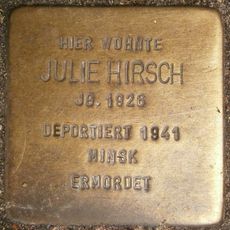 HIER WOHNTE
JULIE HIRSCH
JG. 1926
DEPORTIERT 1941
MINSK
ERMORDET